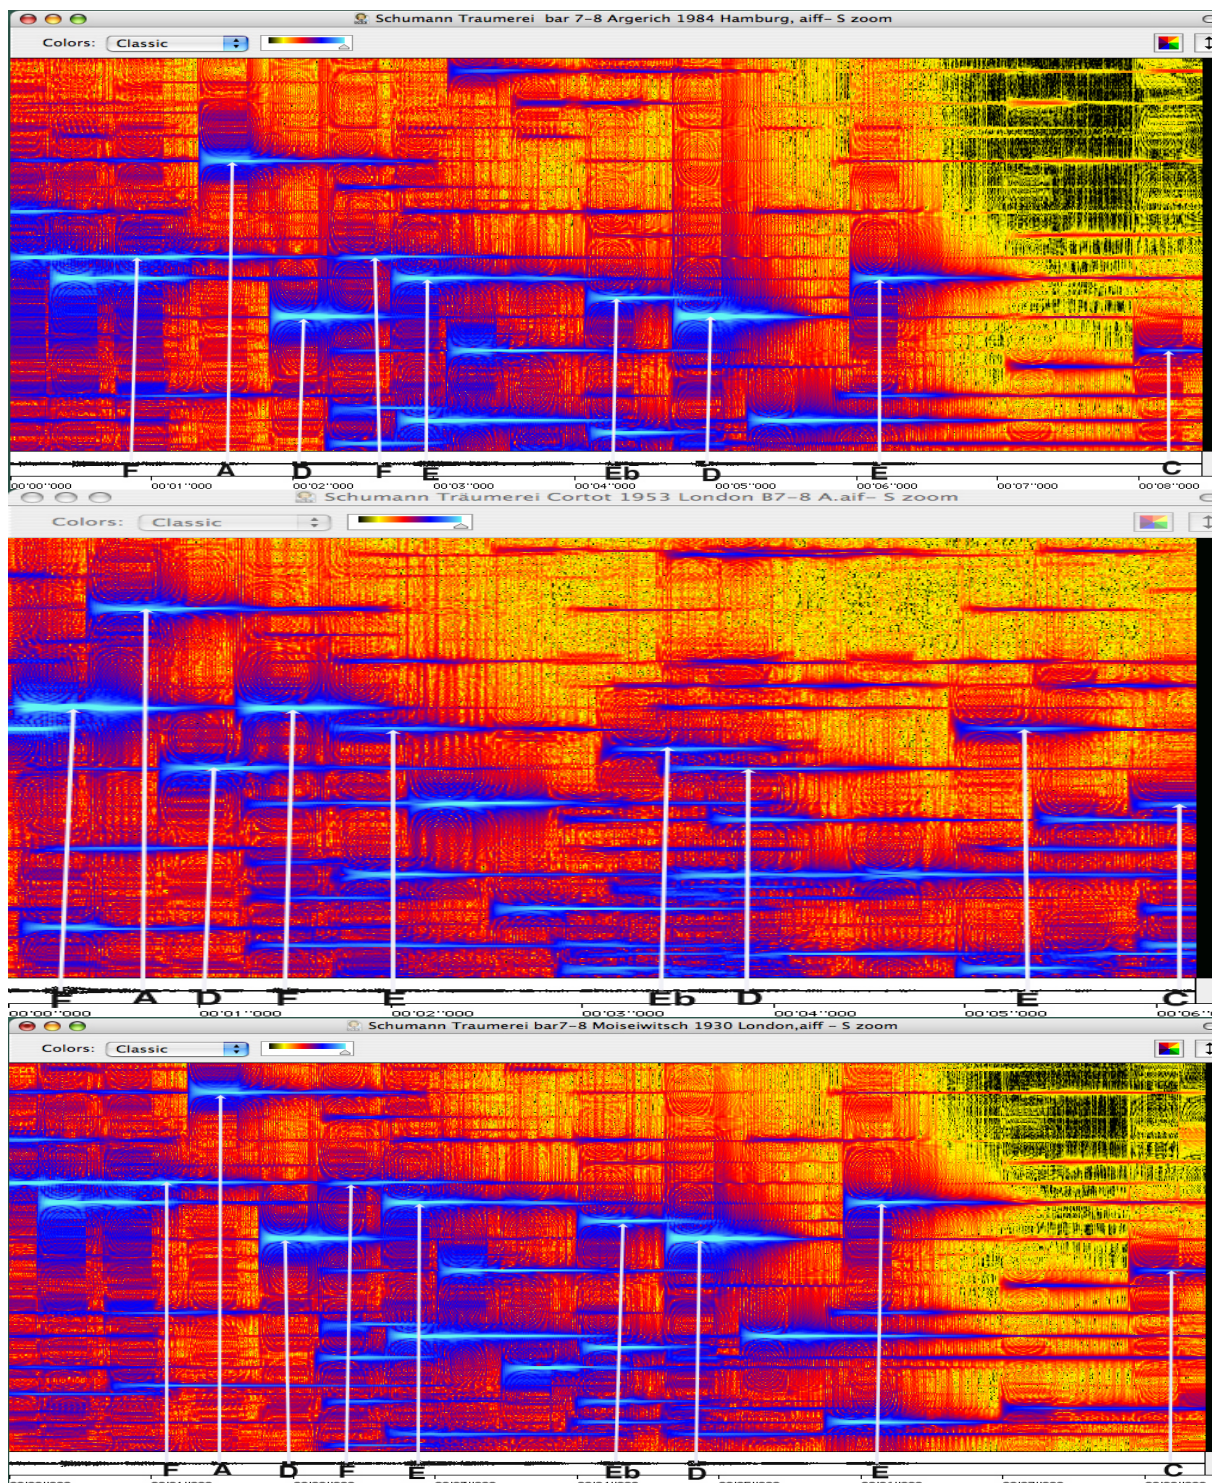 Schumann Traumerei bar 7-8 Argerich 1984 Hamburg, aiff- S zoom
Colors: Classic
F A D F E Eb D E C
00'00''000 00'01''000 00'02''000 00'03''000 00'04''000 00'05''000 00'06''000 00'07''000 00'08''000
Schumann Träumerei Cortot 1953 London B7-8 A.aif- S zoom
Colors: Classic
F A D F E Eb D E C
00'00''000 00'01''000 00'02''000 00'03''000 00'04''000 00'05''000
Schumann Traumerei bar7-8 Moiseiwitsch 1930 London,aiff - S zoom
Colors: Classic
F A D F E Eb D E C